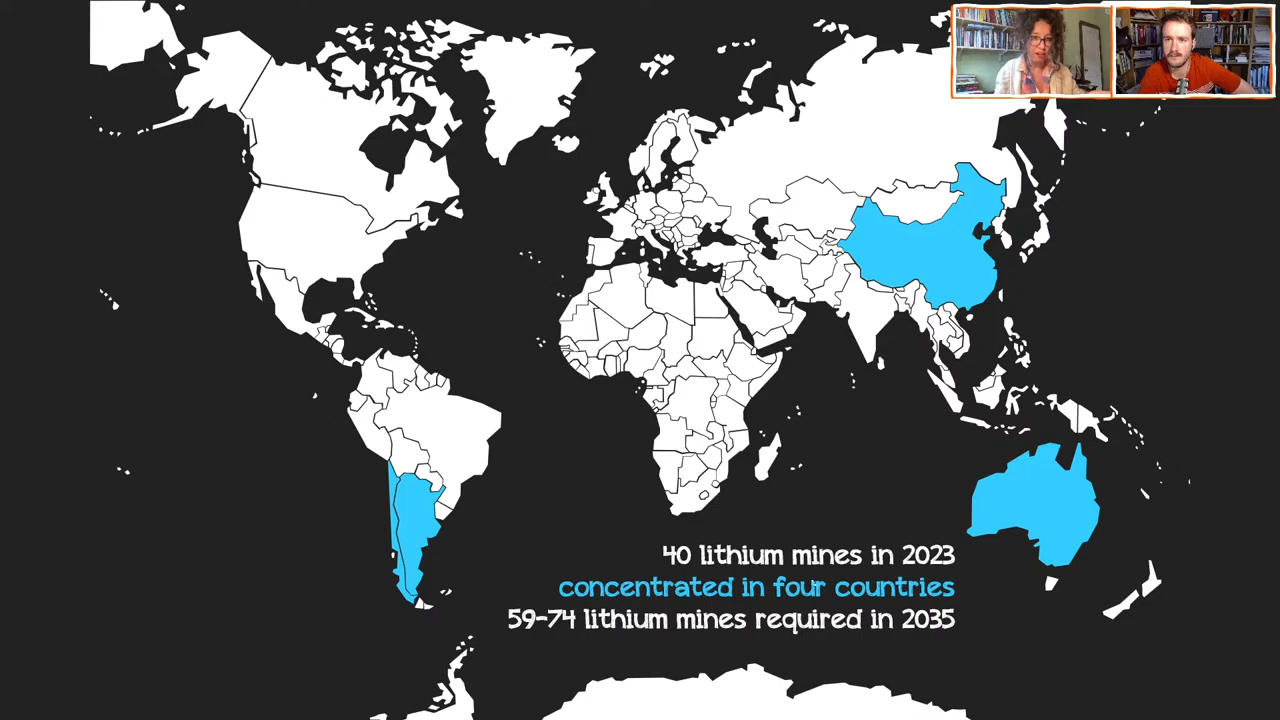 40 lithium mines in 2023
concentrated in four countries
59-74 lithium mines required in 2035